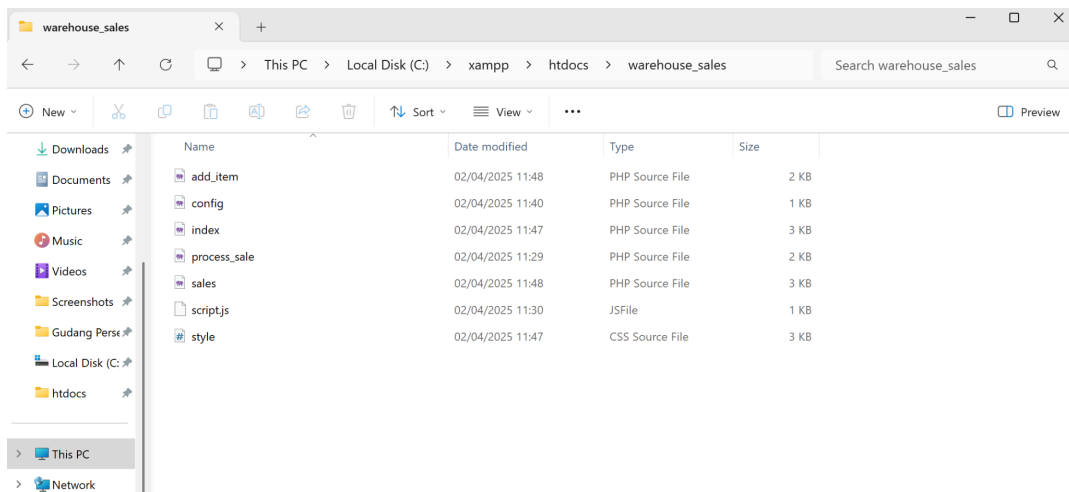 warehouse_sales
This PC > Local Disk (C:) > xampp > htdocs > warehouse_sales
Search warehouse_sales
New Sort View Preview
Name Date modified Type Size
Downloads
Documents
Pictures
Music
Videos
Screenshots
Gudang Perse
Local Disk (C:
htdocs
This PC
Network
add_item 02/04/2025 11:48 PHP Source File 2 KB
config 02/04/2025 11:40 PHP Source File 1 KB
index 02/04/2025 11:47 PHP Source File 3 KB
process_sale 02/04/2025 11:29 PHP Source File 2 KB
sales 02/04/2025 11:48 PHP Source File 3 KB
script.js 02/04/2025 11:30 JSFile 1 KB
style 02/04/2025 11:47 CSS Source File 3 KB